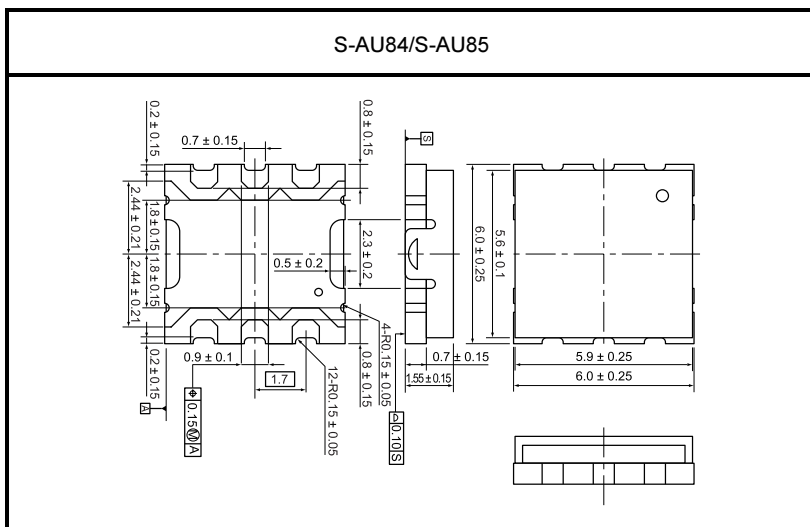 S-AU84/S-AU85
0.2 ± 0.15
0.7 ± 0.15
0.8 ± 0.15
S
2.44 ± 0.21
1.8 ± 0.15
1.8 ± 0.15
2.44 ± 0.21
0.5 ± 0.2
2.3 ± 0.2
6.0 ± 0.25
5.6 ± 0.1
0.2 ± 0.15
0.9 ± 0.1
1.7
12-R0.15 ± 0.05
0.8 ± 0.15
4-R0.15 ± 0.05
0.7 ± 0.15
1.55 ± 0.15
5.9 ± 0.25
6.0 ± 0.25
A
⌖ 0.15 Ⓜ A
0.10 S